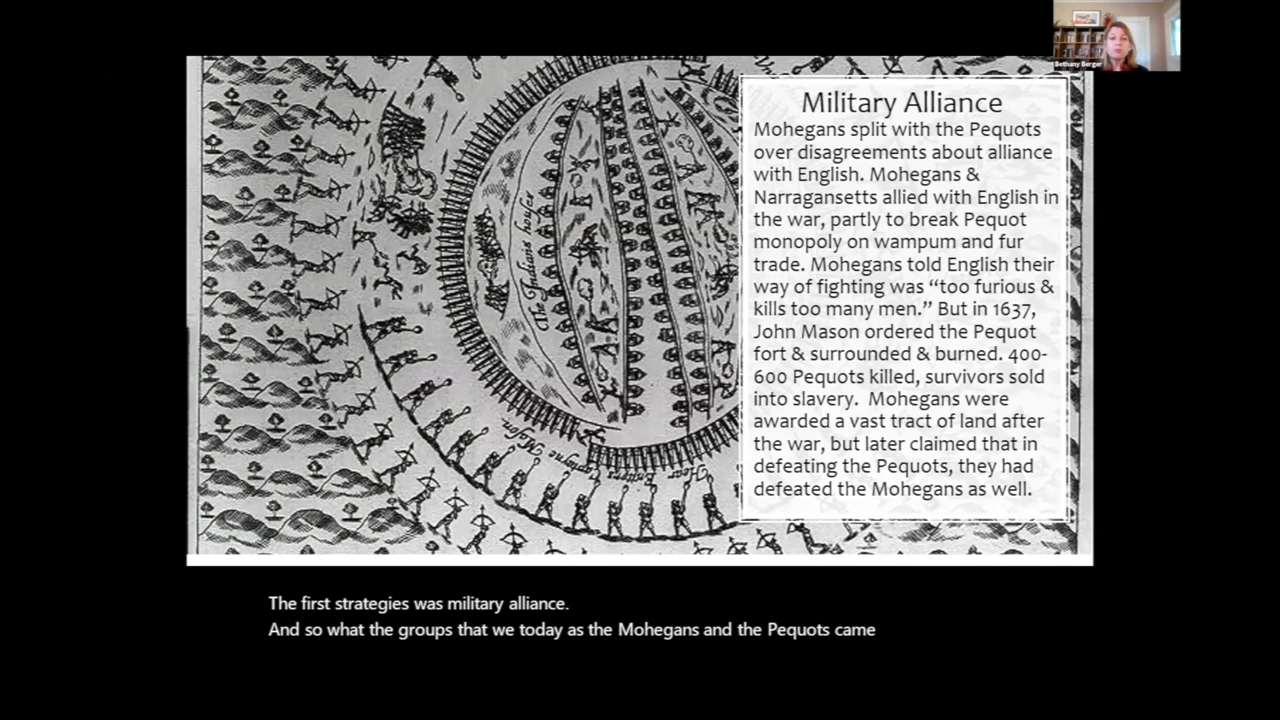 Bethany Berger
Military Alliance
Mohegans split with the Pequots
over disagreements about alliance
with English. Mohegans &
Narragansetts allied with English in
the war, partly to break Pequot
monopoly on wampum and fur
trade. Mohegans told English their
way of fighting was “too furious &
kills too many men.” But in 1637,
John Mason ordered the Pequot
fort & surrounded & burned. 400-
600 Pequots killed, survivors sold
into slavery. Mohegans were
awarded a vast tract of land after
the war, but later claimed that in
defeating the Pequots, they had
defeated the Mohegans as well.
The Indians houses
The first strategies was military alliance.
And so what the groups that we today as the Mohegans and the Pequots came